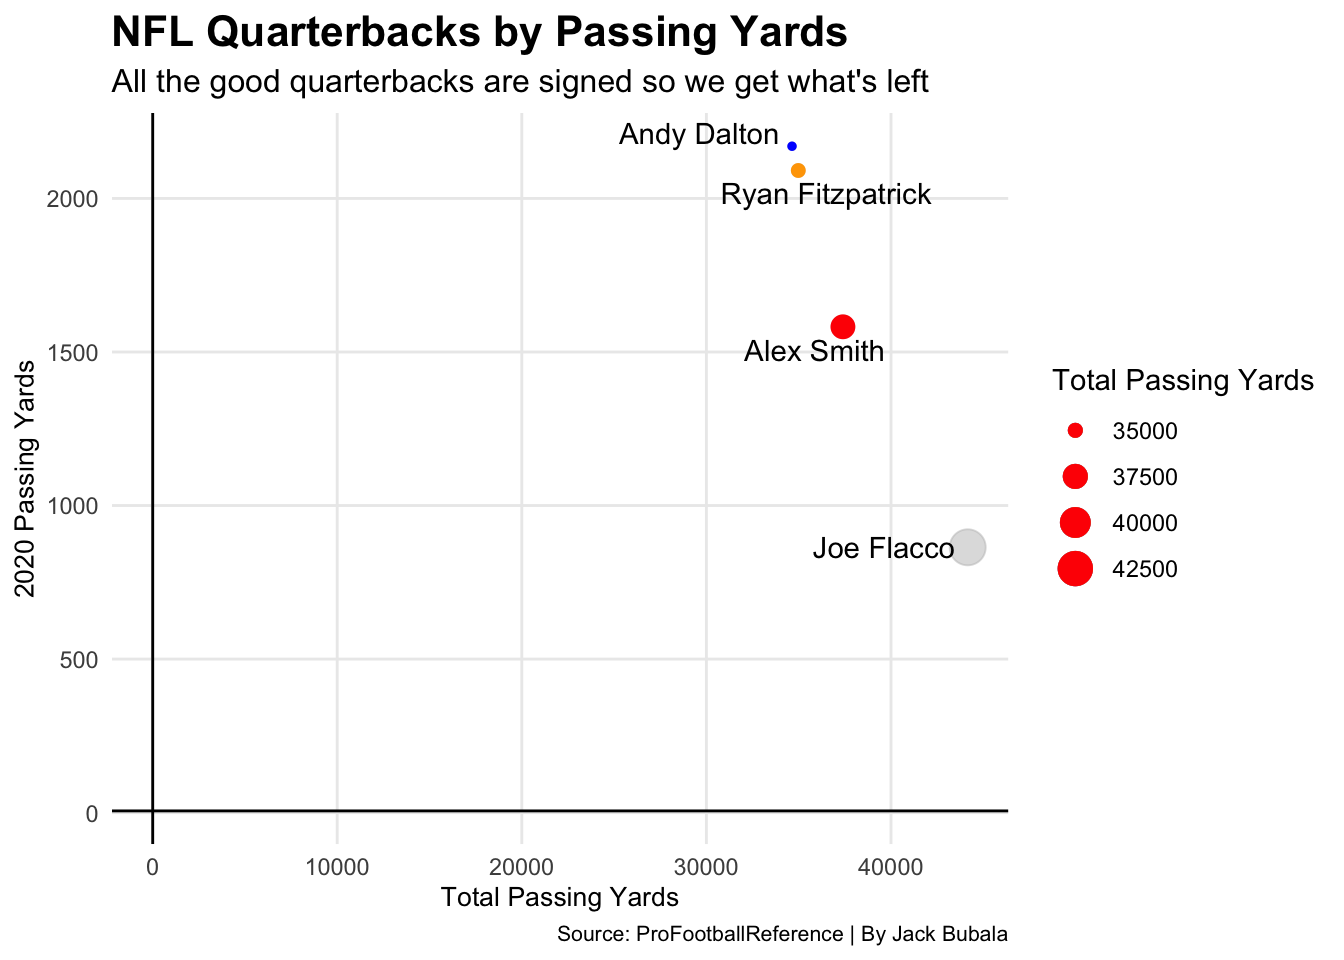 NFL Quarterbacks by Passing Yards
All the good quarterbacks are signed so we get what's left
Andy Dalton
Ryan Fitzpatrick
Alex Smith
Joe Flacco
2020 Passing Yards
2000
1500
1000
500
0
0
10000
20000
30000
40000
Total Passing Yards
Total Passing Yards
35000
37500
40000
42500
Source: ProFootballReference | By Jack Bubala